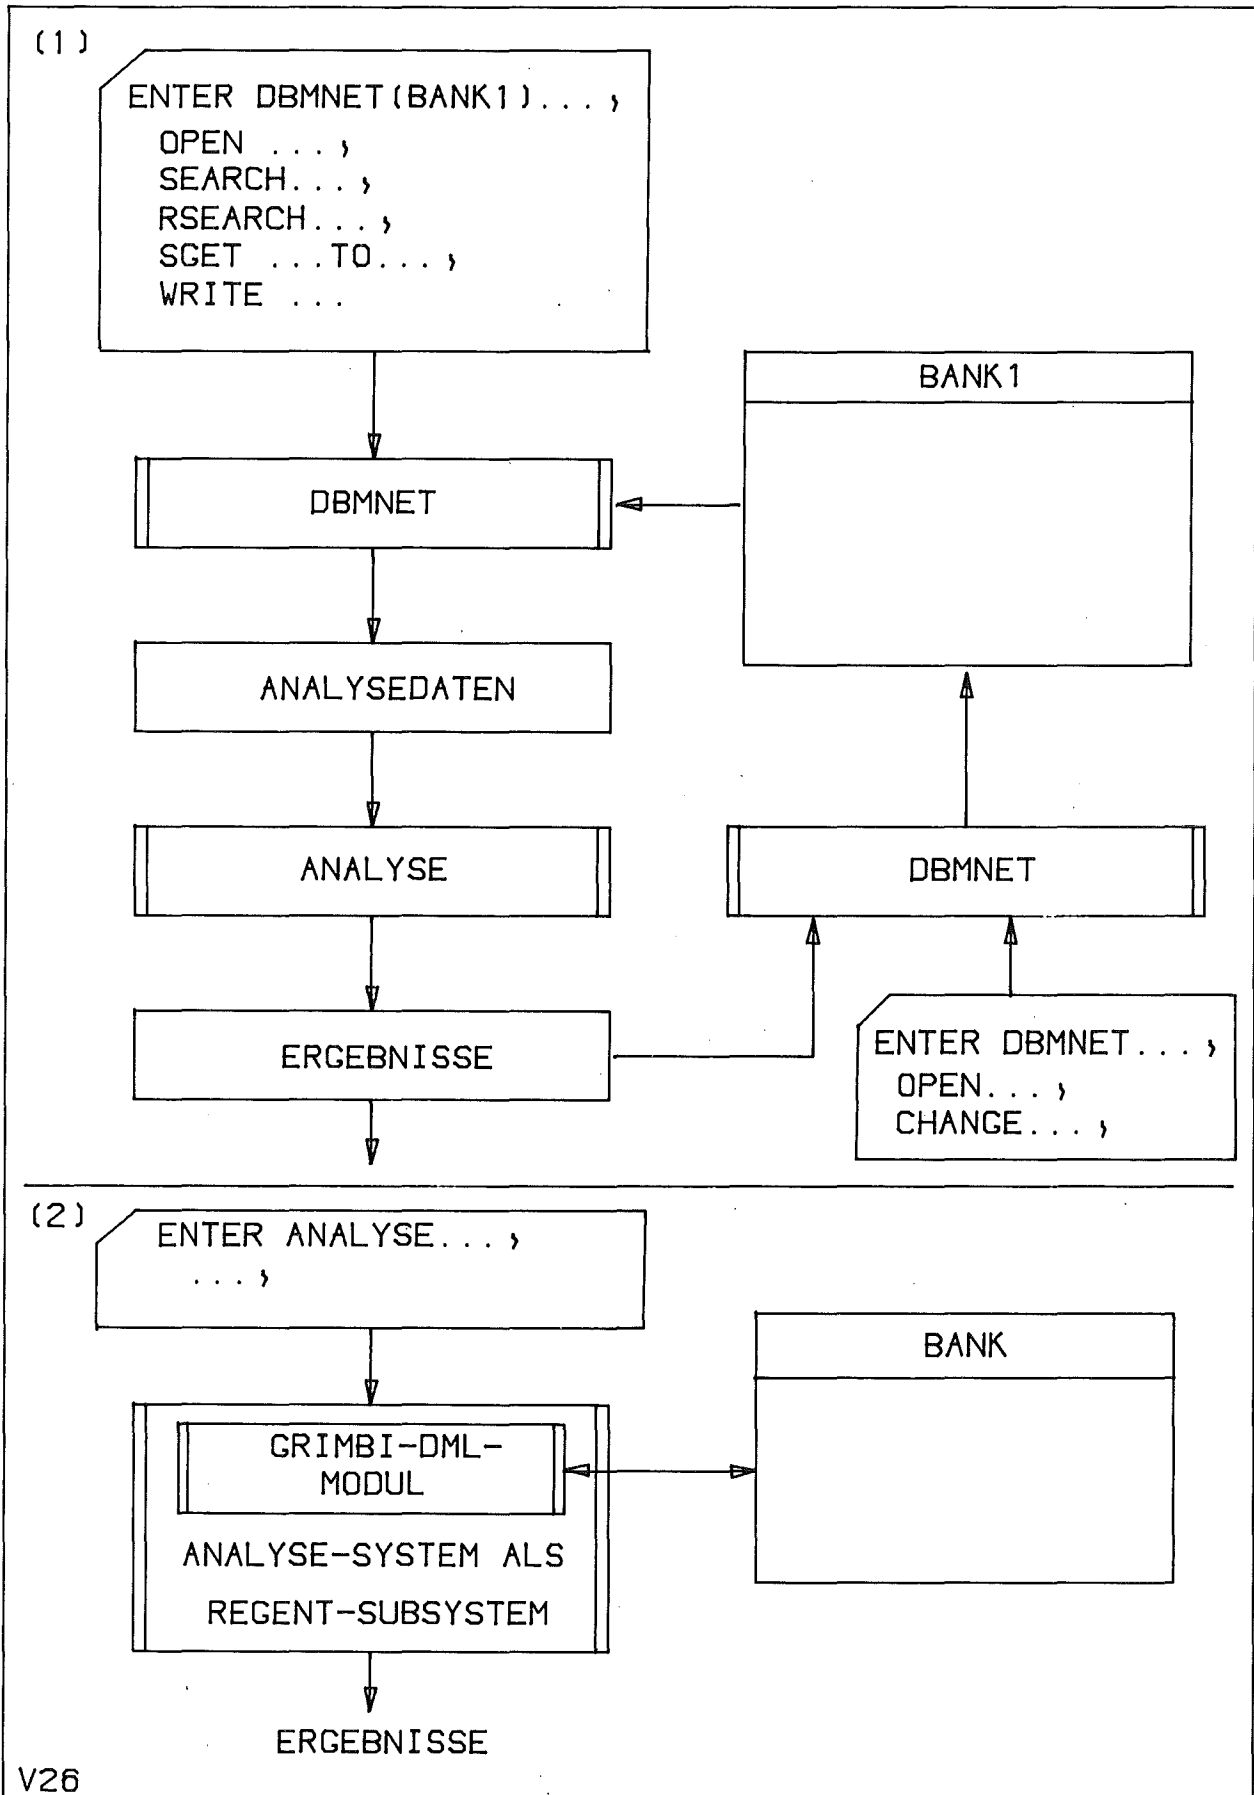 (1)
ENTER DBMNET(BANK1)...,
OPEN ...,
SEARCH...,
RSEARCH...,
SGET ...TO...,
WRITE ...
BANK1
DBMNET
ANALYSEDATEN
ANALYSE
DBMNET
ERGEBNISSE
ENTER DBMNET...,
OPEN...,
CHANGE...,
(2)
ENTER ANALYSE...,
...,
BANK
GRIMBI-DML-
MODUL
ANALYSE-SYSTEM ALS
REGENT-SUBSYSTEM
ERGEBNISSE
V26